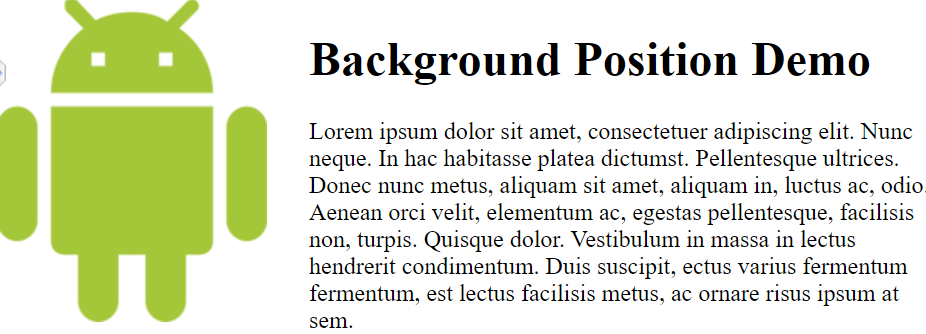 Background Position Demo
Lorem ipsum dolor sit amet, consectetuer adipiscing elit. Nunc
neque. In hac habitasse platea dictumst. Pellentesque ultrices.
Donec nunc metus, aliquam sit amet, aliquam in, luctus ac, odio.
Aenean orci velit, elementum ac, egestas pellentesque, facilisis
non, turpis. Quisque dolor. Vestibulum in massa in lectus
hendrerit condimentum. Duis suscipit, ectus varius fermentum
fermentum, est lectus facilisis metus, ac ornare risus ipsum at
sem.